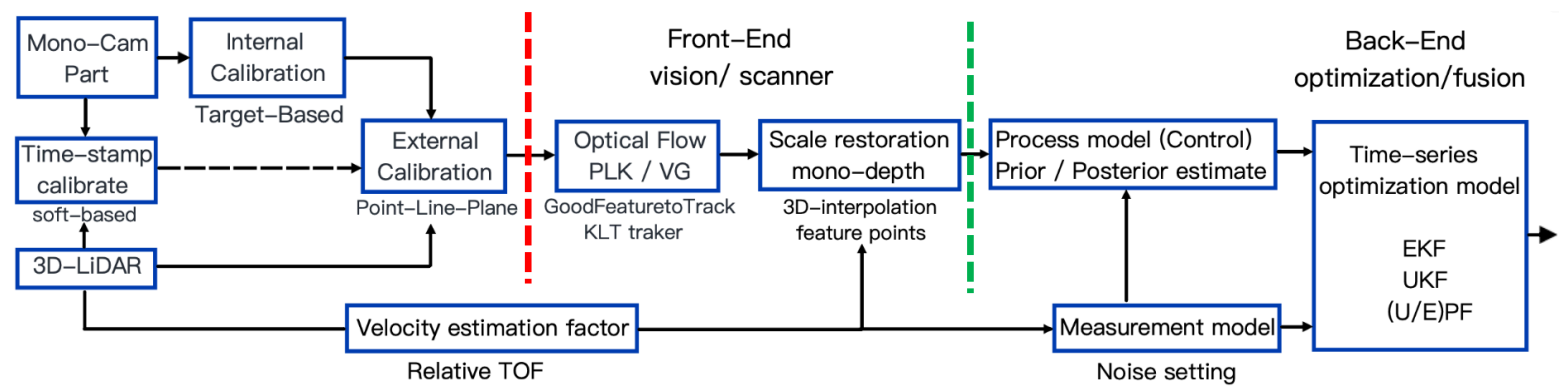 Mono-Cam
Part
Internal
Calibration
Target-Based
Time-stamp
calibrate
soft-based
3D-LiDAR
External
Calibration
Point-Line-Plane
Front-End
vision/ scanner
Optical Flow
PLK / VG
GoodFeaturetoTrack
KLT traker
Scale restoration
mono-depth
3D-interpolation
feature points
Velocity estimation factor
Relative TOF
Back-End
optimization/fusion
Process model (Control)
Prior / Posterior estimate
Measurement model
Noise setting
Time-series
optimization model
EKF
UKF
(U/E)PF